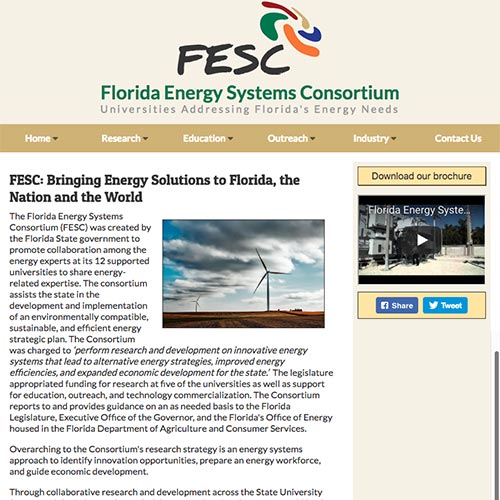 FESC
Florida Energy Systems Consortium
Universities Addressing Florida's Energy Needs
Home
Research
Education
Outreach
Industry
Contact Us
FESC: Bringing Energy Solutions to Florida, the
Nation and the World
The Florida Energy Systems
Consortium (FESC) was created by
the Florida State government to
promote collaboration among the
energy experts at its 12 supported
universities to share energy-
related expertise. The consortium
assists the state in the
development and implementation
of an environmentally compatible,
sustainable, and efficient energy
strategic plan. The Consortium
was charged to 'perform research and development on innovative energy
systems that lead to alternative energy strategies, improved energy
efficiencies, and expanded economic development for the state.' The legislature
appropriated funding for research at five of the universities as well as support
for education, outreach, and technology commercialization. The Consortium
reports to and provides guidance on an as needed basis to the Florida
Legislature, Executive Office of the Governor, and the Florida's Office of Energy
housed in the Florida Department of Agriculture and Consumer Services.
Overarching to the Consortium's research strategy is an energy systems
approach to identify innovation opportunities, prepare an energy workforce,
and guide economic development.
Through collaborative research and development across the State University
Download our brochure
Florida Energy Syste...
Share
Tweet